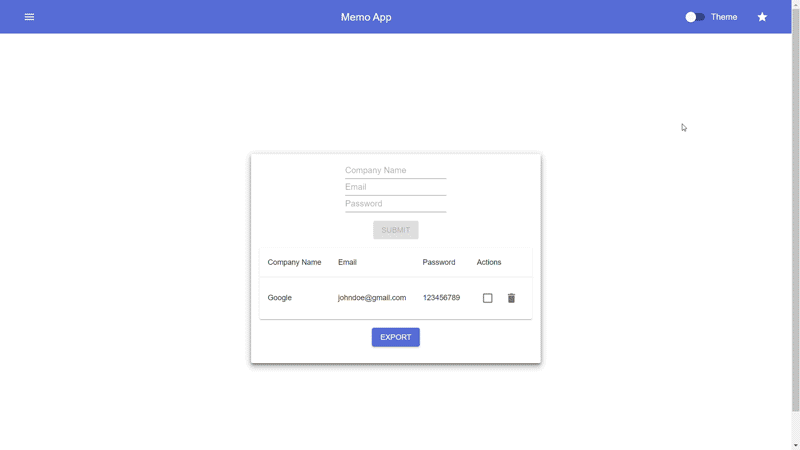 Memo App
Theme
Company Name
Email
Password
SUBMIT
Company Name Email Password Actions
Google johndoe@gmail.com 123456789
EXPORT